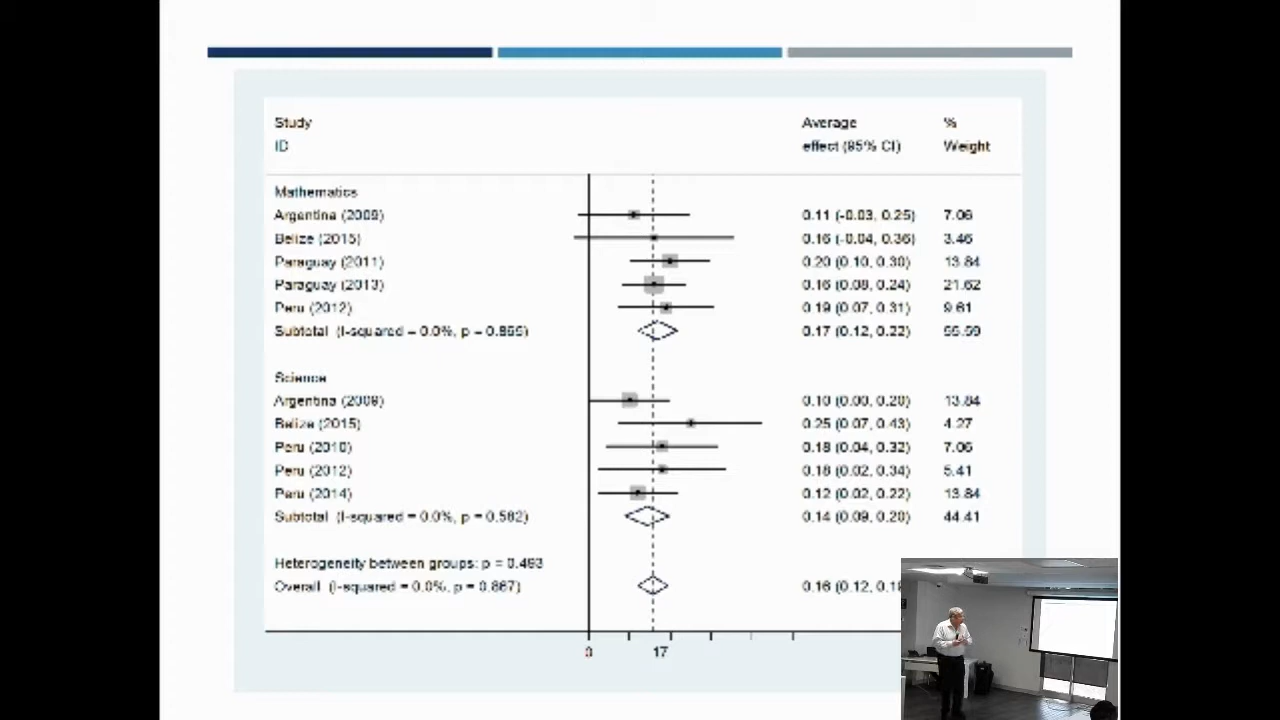 Study Average %
ID effect (95% CI) Weight
Mathematics
Argentina (2009) 0.11 (-0.03, 0.25) 7.06
Belize (2015) 0.16 (-0.04, 0.36) 3.46
Paraguay (2011) 0.20 (0.10, 0.30) 13.84
Paraguay (2013) 0.16 (0.08, 0.24) 21.62
Peru (2012) 0.19 (0.07, 0.31) 9.61
Subtotal (I-squared = 0.0%, p = ) 0.17 (0.12, 0.22) 55.59
Science
Argentina (2009) 0.10 (0.00, 0.20) 13.84
Belize (2015) 0.25 (0.07, 0.43) 4.27
Peru (2010) 0.18 (0.04, 0.32) 7.06
Peru (2012) 0.18 (0.02, 0.34) 5.41
Peru (2014) 0.12 (0.02, 0.22) 13.84
Subtotal (I-squared = 0.0%, p = 0.582) 0.14 (0.09, 0.20) 44.41
Heterogeneity between groups: p = 0.493
Overall (I-squared = 0.0%, p = 0.867) 0.16 (0.12,
0 17